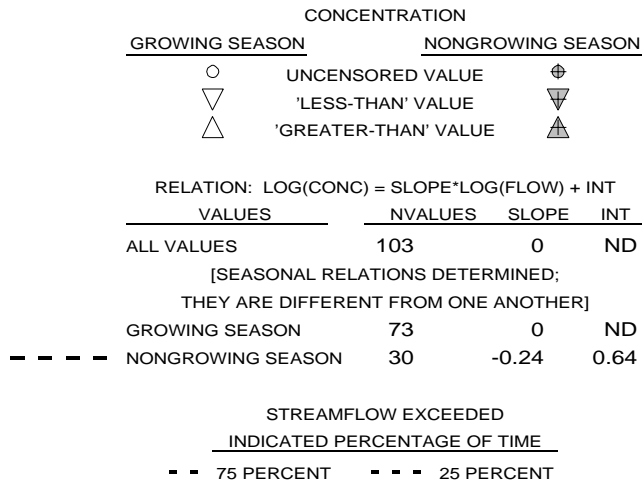 CONCENTRATION
GROWING SEASON NONGROWING SEASON
UNCENSORED VALUE
'LESS-THAN' VALUE
'GREATER-THAN' VALUE
RELATION: LOG(CONC) = SLOPE*LOG(FLOW) + INT
VALUES NVALUES SLOPE INT
ALL VALUES 103 0 ND
[SEASONAL RELATIONS DETERMINED;
THEY ARE DIFFERENT FROM ONE ANOTHER]
GROWING SEASON 73 0 ND
NONGROWING SEASON 30 -0.24 0.64
STREAMFLOW EXCEEDED
INDICATED PERCENTAGE OF TIME
75 PERCENT 25 PERCENT